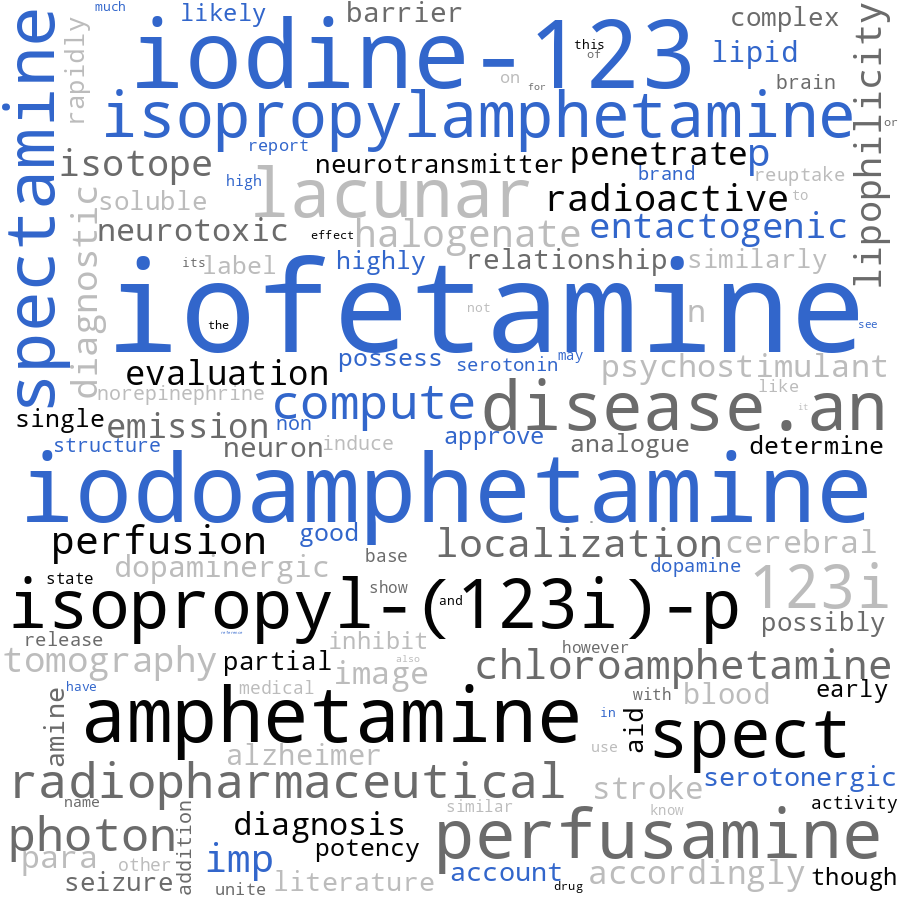 much
likely
barrier
complex
iodine-123
this
of
lipid
rapidly
on
for
brain
spectamine
isopropylamphetamine
lipophilicity
or
report
isotope
neurotransmitter
penetrate
p
high
lacunar
brand
reuptake
radioactive
to
soluble
diagnostic
neurotoxic
effect
halogenate
entactogenic
its
label
highly
relationship
similarly
iofetamine
not
n
the
see
possess
serotonin
may
evaluation
psychostimulant
norepinephrine
compute
disease.an
like
it
single
emission
non
structure
neuron
induce
approve
analogue
determine
iodoamphetamine
perfusion
good
localization
cerebral
base
dopaminergic
dopamine
123i
state
show
isopropyl-(123i)-p
and
possibly
release
reference
inhibit
however
tomography
partial
also
image
chloroamphetamine
have
medical
with
blood
early
amine
amphetamine
in
aid
spect
use
alzheimer
radiopharmaceutical
stroke
serotonergic
name
addition
similar
know
activity
photon
diagnosis
perfusamine
potency
para
other
imp
account
accordingly
though
seizure
unite
literature
drug